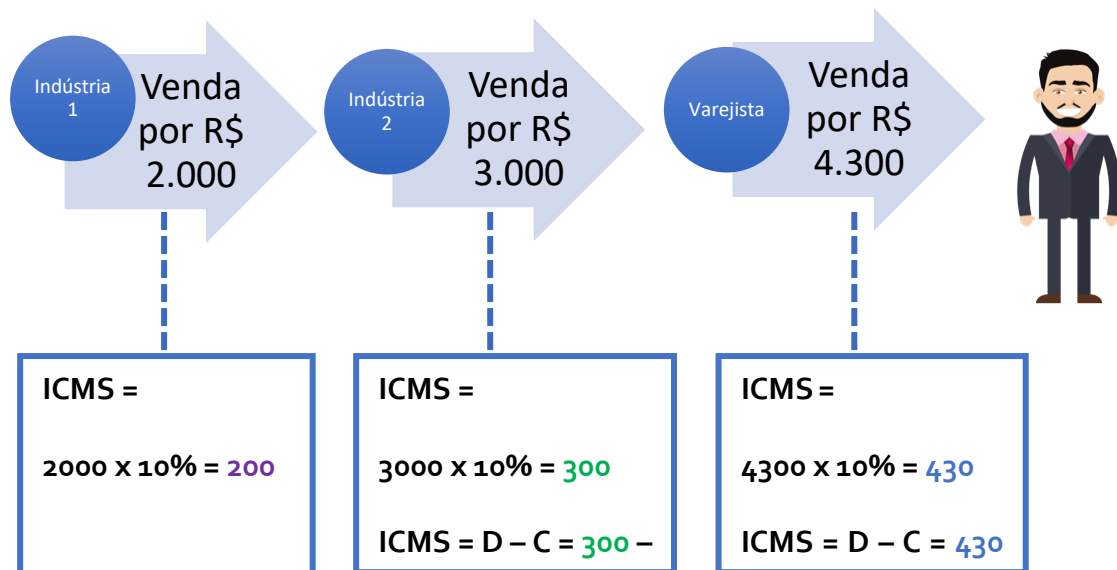 Indústria
1
Venda
por R$
2.000
Indústria
2
Venda
por R$
3.000
Varejista
Venda
por R$
4.300
ICMS =
2000 x 10% = 200
ICMS =
3000 x 10% = 300
ICMS = D – C = 300 –
ICMS =
4300 x 10% = 430
ICMS = D – C = 430